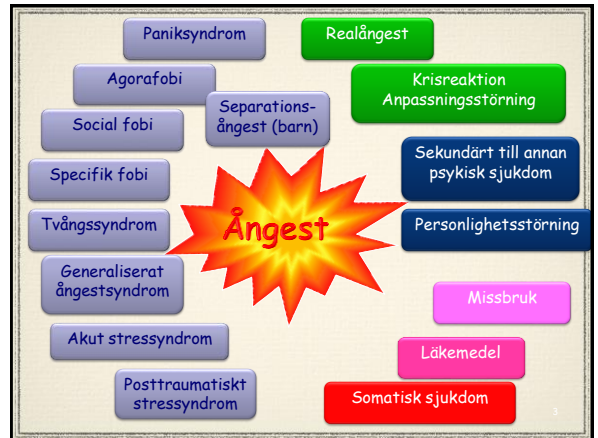 Paniksyndrom
Realångest
Agorafobi
Krisreaktion
Anpassningsstörning
Separations-
ångest (barn)
Social fobi
Sekundärt till annan
psykisk sjukdom
Specifik fobi
Tvångssyndrom
Ångest
Personlighetsstörning
Generaliserat
ångestsyndrom
Missbruk
Akut stressyndrom
Läkemedel
Posttraumatiskt
stressyndrom
Somatisk sjukdom
3